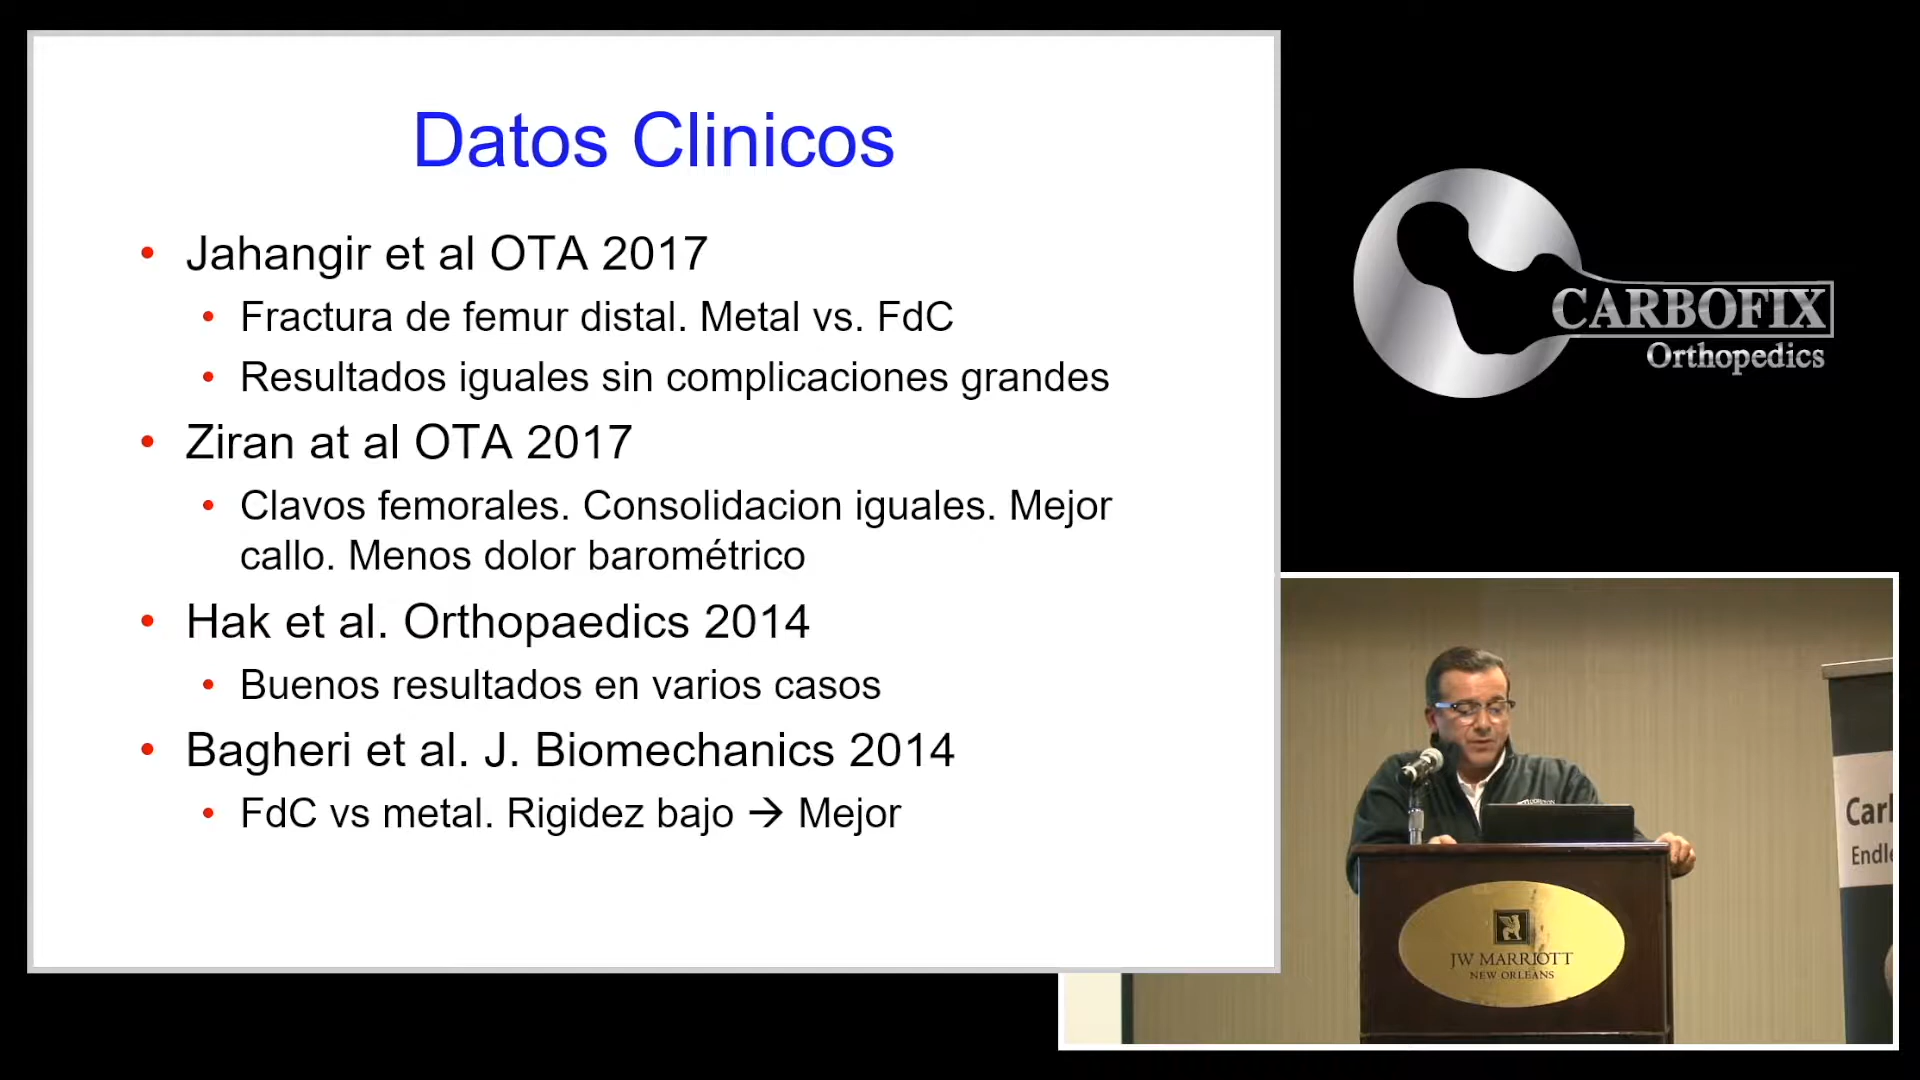 Datos Clinicos
• Jahangir et al OTA 2017
• Fractura de femur distal. Metal vs. FdC
• Resultados iguales sin complicaciones grandes
• Ziran at al OTA 2017
• Clavos femorales. Consolidacion iguales. Mejor
callo. Menos dolor barométrico
• Hak et al. Orthopaedics 2014
• Buenos resultados en varios casos
• Bagheri et al. J. Biomechanics 2014
• FdC vs metal. Rigidez bajo → Mejor
CARBOFIX
Orthopedics
JW MARRIOTT
NEW ORLEANS